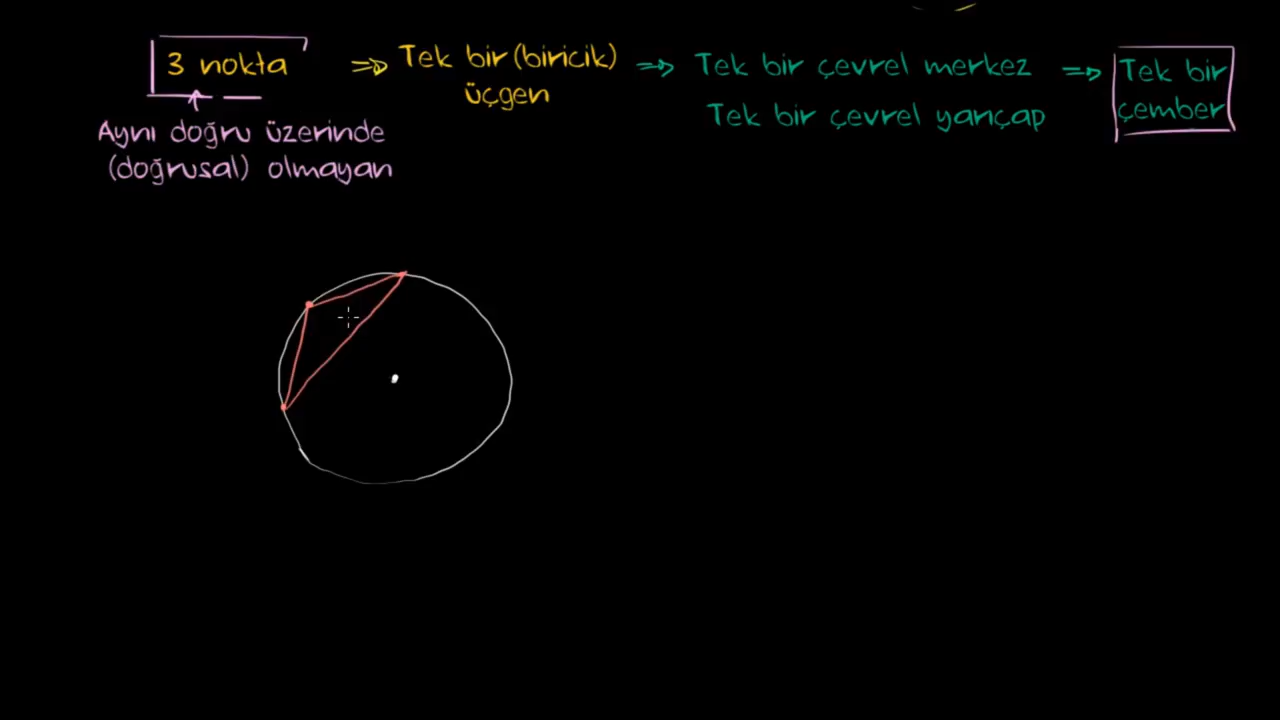 3 nokta ⇒ Tek bir (biricik) üçgen ⇒ Tek bir çevrel merkez ⇒ Tek bir çember
Tek bir çevrel yarıçap
Aynı doğru üzerinde
(doğrusal) olmayan